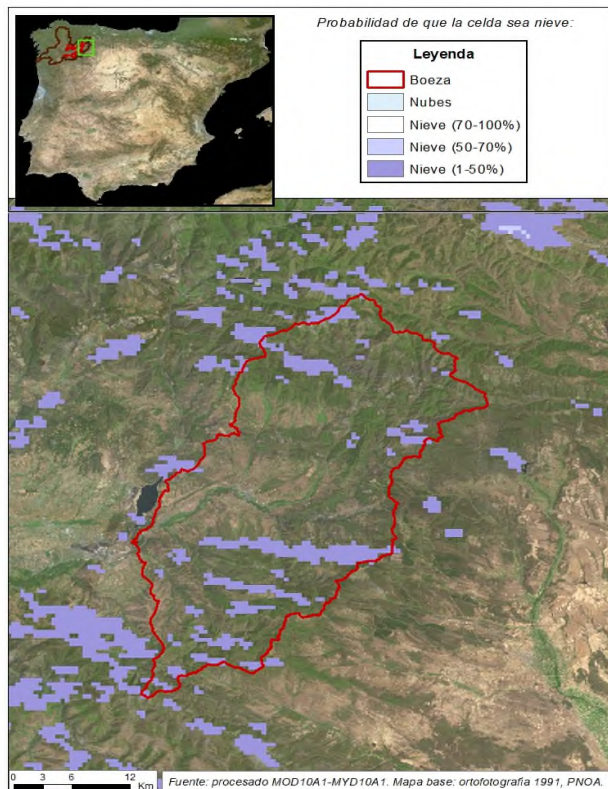 Probabilidad de que la celda sea nieve:
Leyenda
Boeza
Nubes
Nieve (70-100%)
Nieve (50-70%)
Nieve (1-50%)
0 3 6 12
Km
Fuente: procesado MOD10A1-MYD10A1. Mapa base: ortofotografía 1991, PNOA.